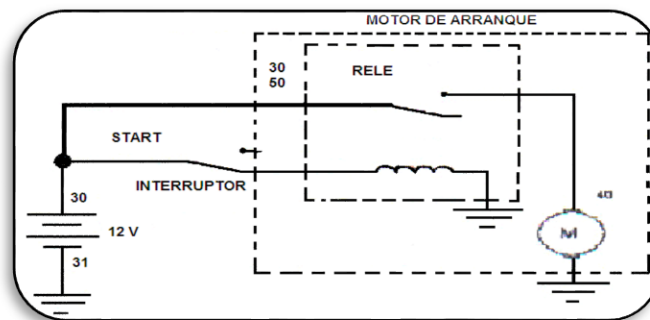 MOTOR DE ARRANQUE
30
50
RELE
START
INTERRUPTOR
30
12 V
31
M